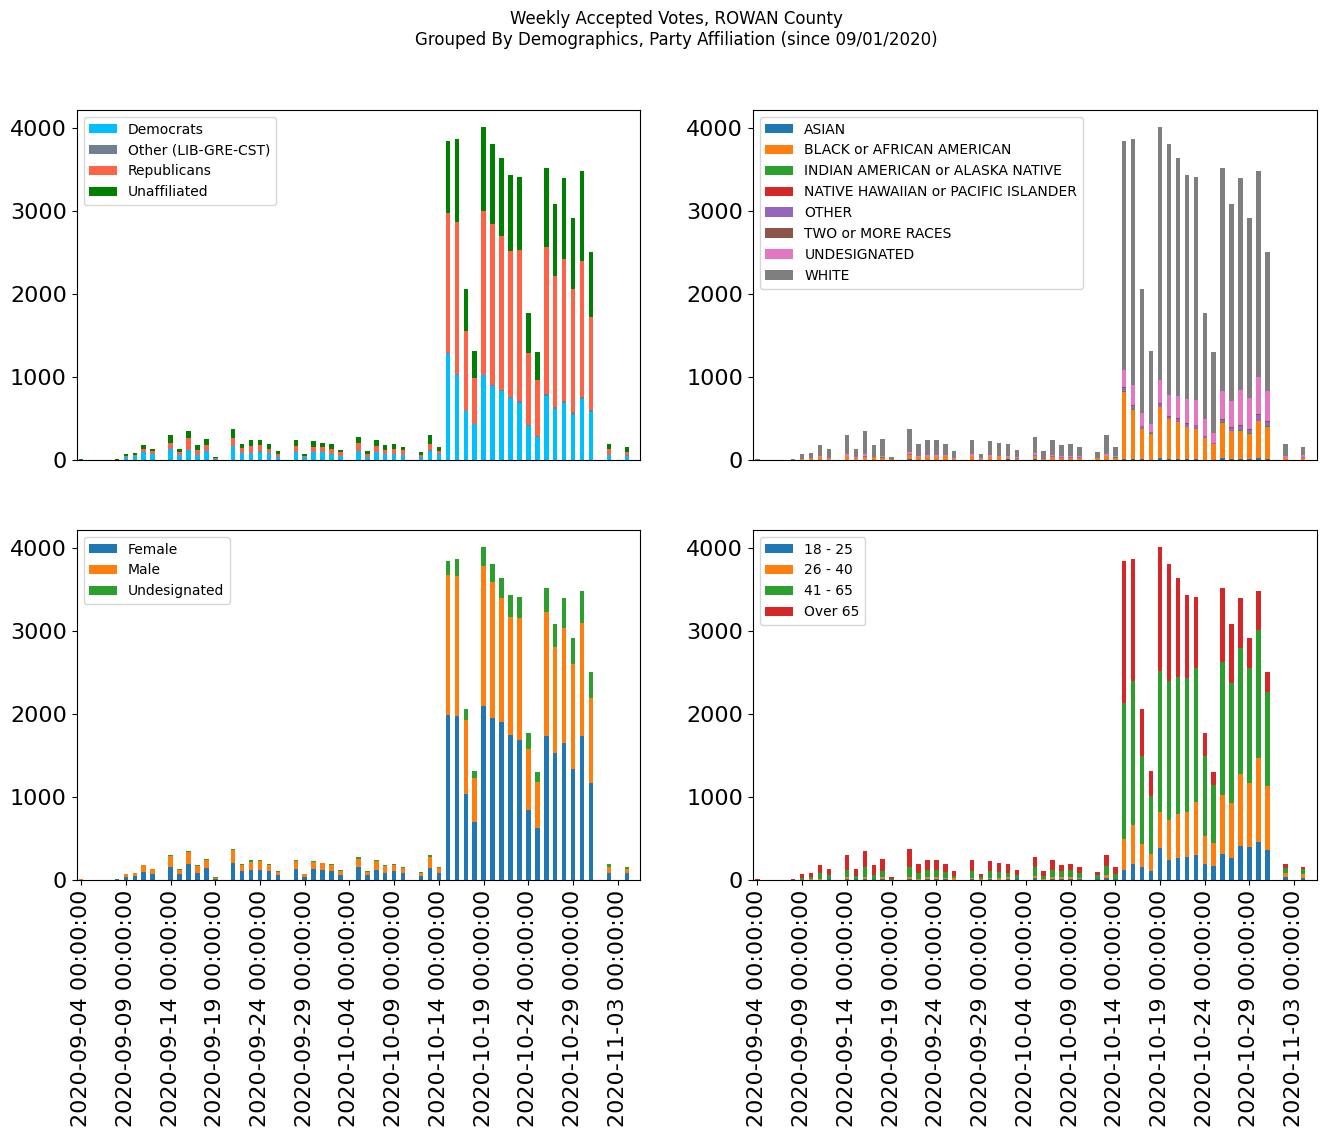 Weekly Accepted Votes, ROWAN County
Grouped By Demographics, Party Affiliation (since 09/01/2020)
4000
3000
2000
1000
0
Democrats
Other (LIB-GRE-CST)
Republicans
Unaffiliated
4000
3000
2000
1000
0
ASIAN
BLACK or AFRICAN AMERICAN
INDIAN AMERICAN or ALASKA NATIVE
NATIVE HAWAIIAN or PACIFIC ISLANDER
OTHER
TWO or MORE RACES
UNDESIGNATED
WHITE
4000
3000
2000
1000
0
Female
Male
Undesignated
2020-09-04 00:00:00
2020-09-09 00:00:00
2020-09-14 00:00:00
2020-09-19 00:00:00
2020-09-24 00:00:00
2020-09-29 00:00:00
2020-10-04 00:00:00
2020-10-09 00:00:00
2020-10-14 00:00:00
2020-10-19 00:00:00
2020-10-24 00:00:00
2020-10-29 00:00:00
2020-11-03 00:00:00
4000
3000
2000
1000
0
18 - 25
26 - 40
41 - 65
Over 65
2020-09-04 00:00:00
2020-09-09 00:00:00
2020-09-14 00:00:00
2020-09-19 00:00:00
2020-09-24 00:00:00
2020-09-29 00:00:00
2020-10-04 00:00:00
2020-10-09 00:00:00
2020-10-14 00:00:00
2020-10-19 00:00:00
2020-10-24 00:00:00
2020-10-29 00:00:00
2020-11-03 00:00:00